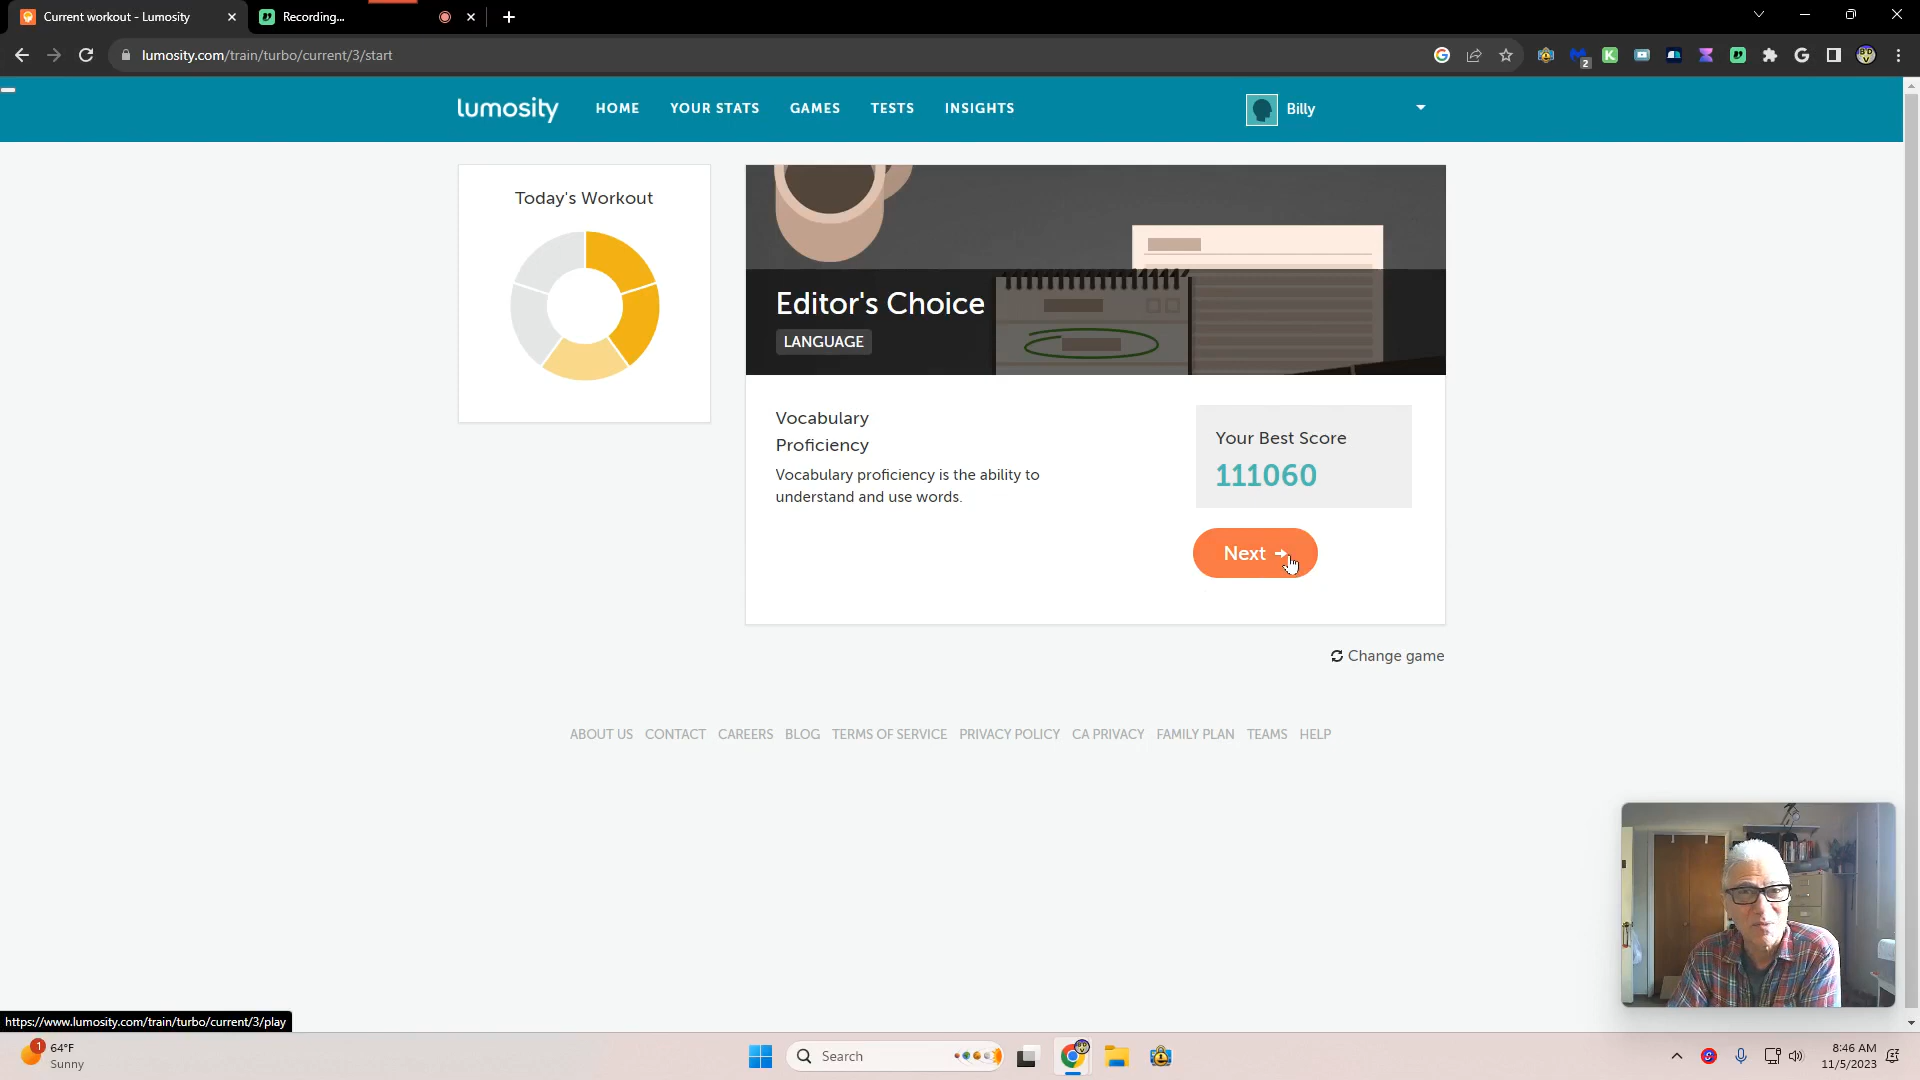 Current workout - Lumosity
Recording...
lumosity.com/train/turbo/current/3/start
2
lumosity
HOME
YOUR STATS
GAMES
TESTS
INSIGHTS
Billy
Today's Workout
Editor's Choice
LANGUAGE
Vocabulary
Proficiency
Vocabulary proficiency is the ability to
understand and use words.
Your Best Score
111060
Next
Change game
ABOUT US CONTACT CAREERS BLOG TERMS OF SERVICE PRIVACY POLICY CA PRIVACY FAMILY PLAN TEAMS HELP
https://www.lumosity.com/train/turbo/current/3/play
1
64°F
Sunny
Search
8:46 AM
11/5/2023